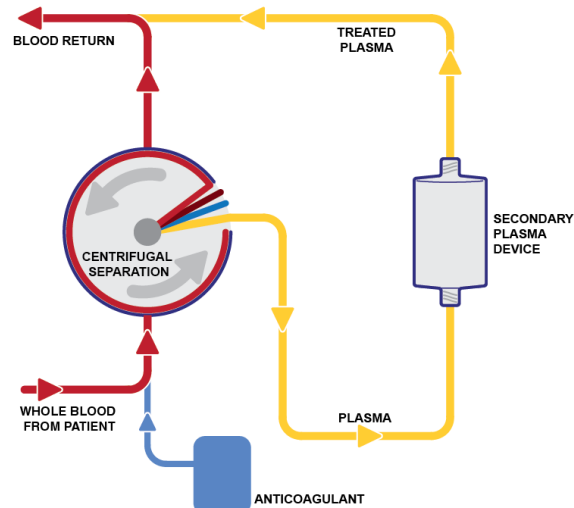 BLOOD RETURN
TREATED
PLASMA
CENTRIFUGAL
SEPARATION
SECONDARY
PLASMA
DEVICE
WHOLE BLOOD
FROM PATIENT
PLASMA
ANTICOAGULANT